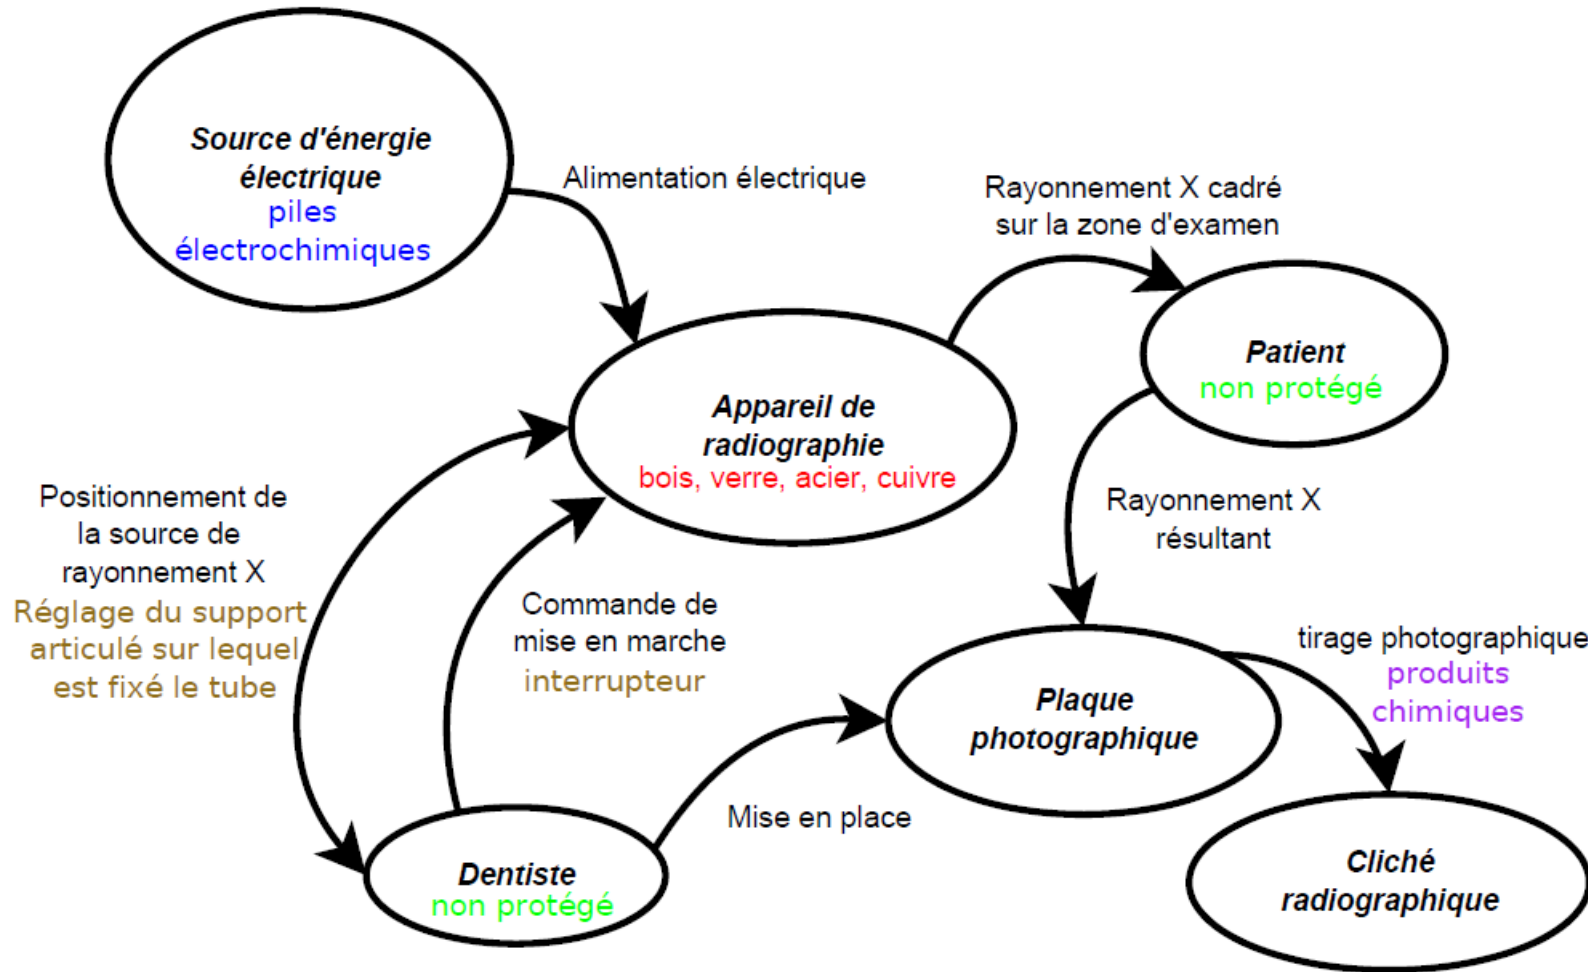 Source d'énergie
électrique
piles
électrochimiques
Alimentation électrique
Rayonnement X cadré
sur la zone d'examen
Patient
non protégé
Appareil de
radiographie
bois, verre, acier, cuivre
Positionnement de
la source de
rayonnement X
Réglage du support
articulé sur lequel
est fixé le tube
Commande de
mise en marche
interrupteur
Rayonnement X
résultant
tirage photographique
produits
chimiques
Plaque
photographique
Mise en place
Dentiste
non protégé
Cliché
radiographique